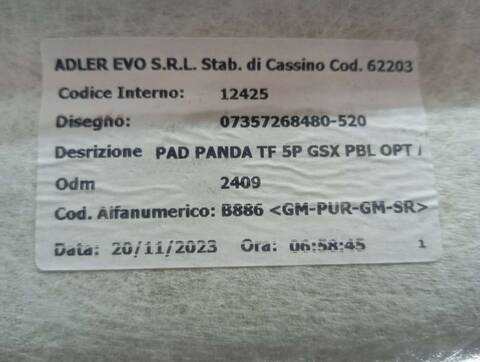 ADLER EVO S.R.L. Stab. di Cassino Cod. 62203
Codice Interno: 12425
Disegno: 07357268480-520
Desrizione PAD PANDA TF 5P GSX PBL OPT
Odm 2409
Cod. Alfanumerico: B886 <GM-PUR-GM-SR>
Data: 20/11/2023 Ora: 06:58:45 1